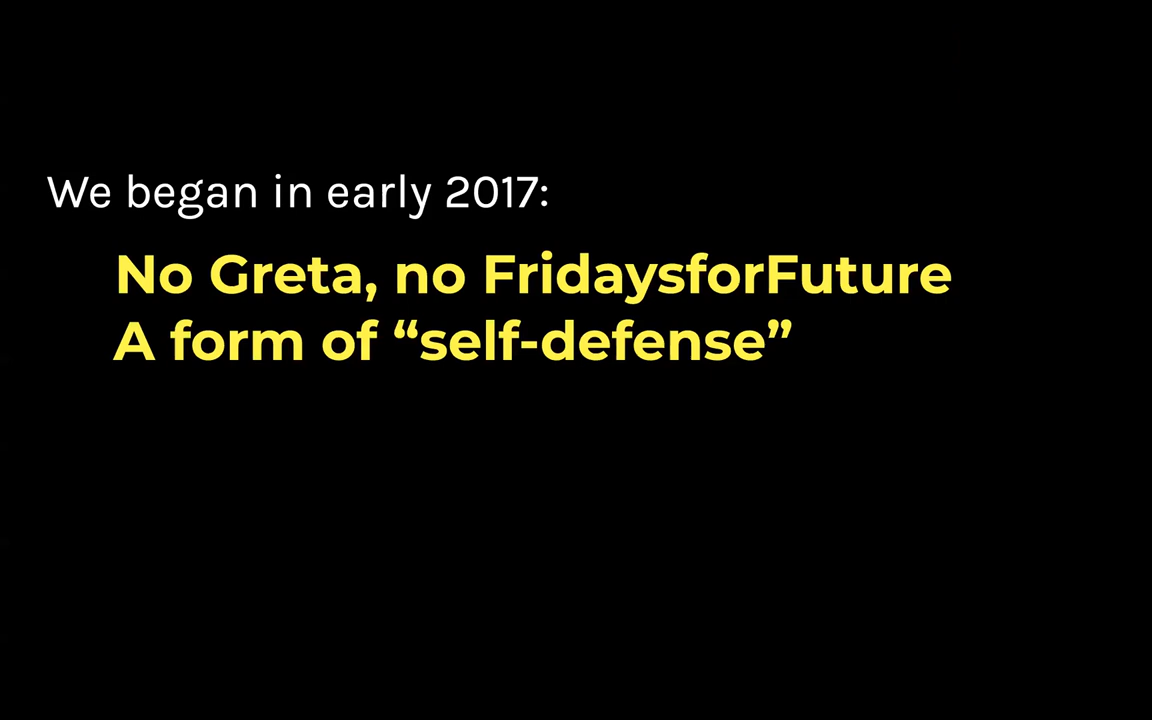 We began in early 2017:
No Greta, no FridaysforFuture
A form of “self-defense”